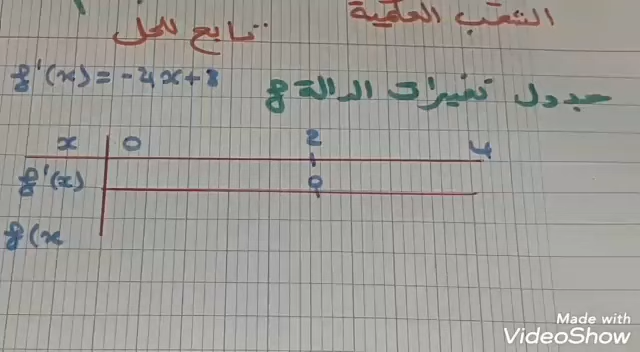 الشعب العلمية
تابع للحل
f'(x) = -4x+8
جدول تغيرات الدالة f
x 0 2 4
f'(x) 0
f(x
Made with
VideoShow